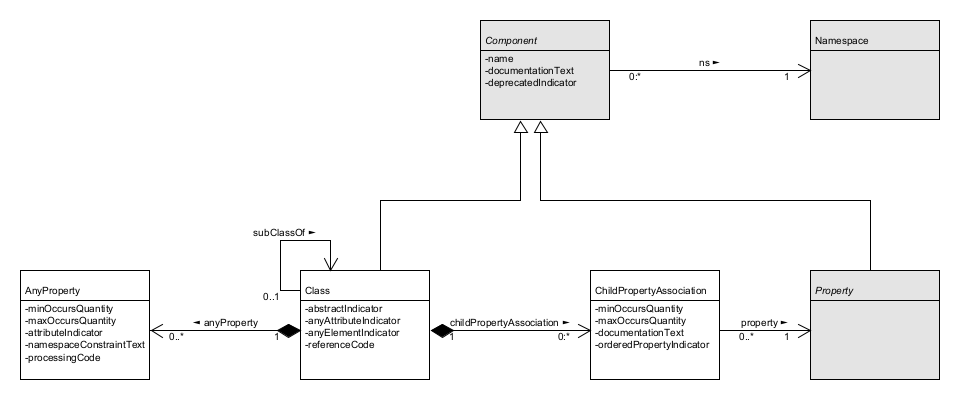 Component
-name
-documentationText
-deprecatedIndicator
ns ►
0:*
1
Namespace
subClassOf ►
0..1
AnyProperty
-minOccursQuantity
-maxOccursQuantity
-attributeIndicator
-namespaceConstraintText
-processingCode
◄ anyProperty
0..*
1
Class
-abstractIndicator
-anyAttributeIndicator
-anyElementIndicator
-referenceCode
childPropertyAssociation ►
1
0:*
ChildPropertyAssociation
-minOccursQuantity
-maxOccursQuantity
-documentationText
-orderedPropertyIndicator
property ►
0..*
1
Property